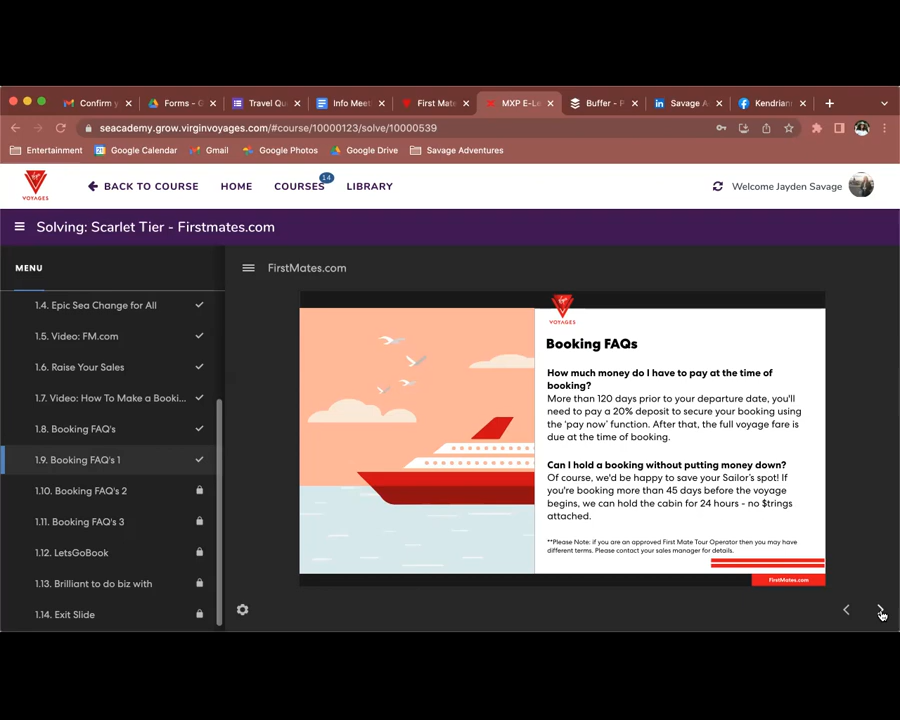 Confirm y
Forms - G
Travel Qu
Info Meet
First Mate
MXP E-Le
Buffer - P
Savage A
Kendrian
seacademy.grow.virginvoyages.com/#course/10000123/solve/10000539
Entertainment
Google Calendar
Gmail
Google Photos
Google Drive
Savage Adventures
VOYAGES
BACK TO COURSE
HOME
COURSES
14
LIBRARY
Welcome Jayden Savage
Solving: Scarlet Tier - Firstmates.com
MENU
FirstMates.com
1.4. Epic Sea Change for All
1.5. Video: FM.com
1.6. Raise Your Sales
1.7. Video: How To Make a Booki...
1.8. Booking FAQ's
1.9. Booking FAQ's 1
1.10. Booking FAQ's 2
1.11. Booking FAQ's 3
1.12. LetsGoBook
1.13. Brilliant to do biz with
1.14. Exit Slide
Virgin
VOYAGES
Booking FAQs
How much money do I have to pay at the time of
booking?
More than 120 days prior to your departure date, you'll
need to pay a 20% deposit to secure your booking using
the 'pay now' function. After that, the full voyage fare is
due at the time of booking.
Can I hold a booking without putting money down?
Of course, we'd be happy to save your Sailor's spot! If
you're booking more than 45 days before the voyage
begins, we can hold the cabin for 24 hours - no $trings
attached.
**Please Note: if you are an approved First Mate Tour Operator then you may have
different terms. Please contact your sales manager for details.
FirstMates.com